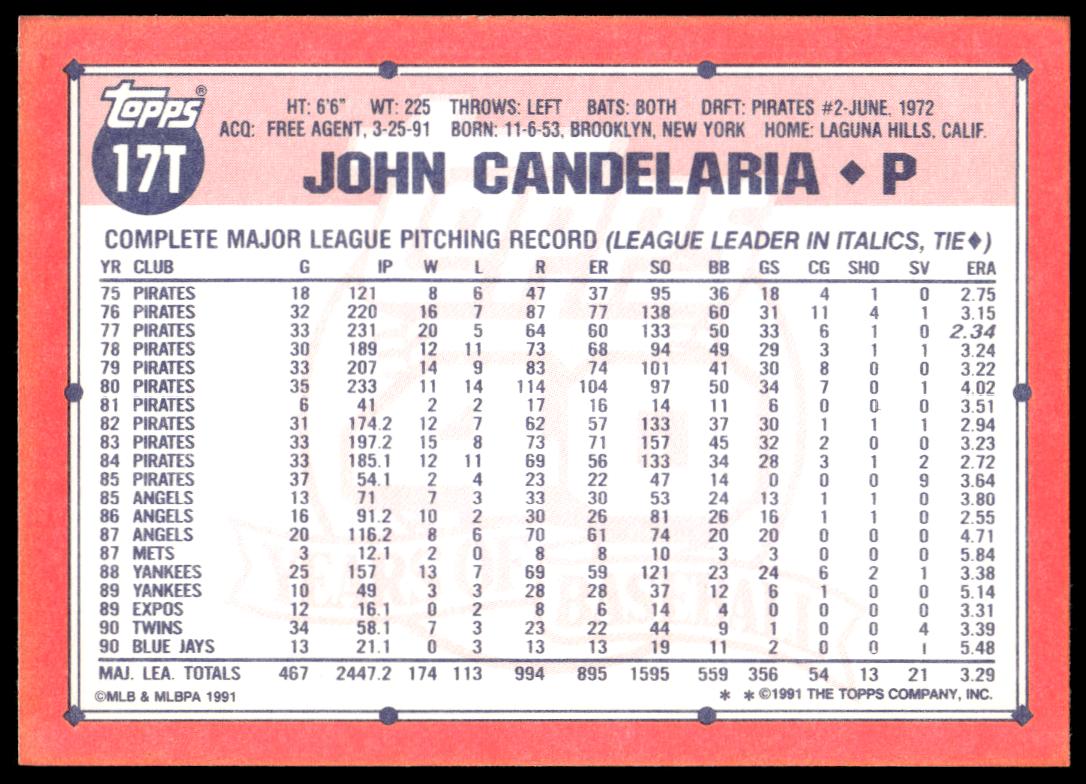 Topps®
17T
HT: 6'6" WT: 225 THROWS: LEFT BATS: BOTH DRFT: PIRATES #2-JUNE, 1972
ACQ: FREE AGENT, 3-25-91 BORN: 11-6-53, BROOKLYN, NEW YORK HOME: LAGUNA HILLS, CALIF.
JOHN CANDELARIA ♦ P
COMPLETE MAJOR LEAGUE PITCHING RECORD (LEAGUE LEADER IN ITALICS, TIE♦)
YR CLUB G IP W L R ER SO BB GS CG SHO SV ERA
75 PIRATES 18 121 8 6 47 37 95 36 18 4 1 0 2.75
76 PIRATES 32 220 16 7 87 77 138 60 31 11 4 1 3.15
77 PIRATES 33 231 20 5 64 60 133 50 33 6 1 0 2.34
78 PIRATES 30 189 12 11 73 68 94 49 29 3 1 1 3.24
79 PIRATES 33 207 14 9 83 74 101 41 30 8 0 0 3.22
80 PIRATES 35 233 11 14 114 104 97 50 34 7 0 1 4.02
81 PIRATES 6 41 2 2 17 16 14 11 6 0 0 0 3.51
82 PIRATES 31 174.2 12 7 62 57 133 37 30 1 1 1 2.94
83 PIRATES 33 197.2 15 8 73 71 157 45 32 2 0 0 3.23
84 PIRATES 33 185.1 12 11 69 56 133 34 28 3 1 2 2.72
85 PIRATES 37 54.1 2 4 23 22 47 14 0 0 0 9 3.64
85 ANGELS 13 71 7 3 33 30 53 24 13 1 1 0 3.80
86 ANGELS 16 91.2 10 2 30 26 81 26 16 1 1 0 2.55
87 ANGELS 20 116.2 8 6 70 61 74 20 20 0 0 0 4.71
87 METS 3 12.1 2 0 8 8 10 3 3 0 0 0 5.84
88 YANKEES 25 157 13 7 69 59 121 23 24 6 2 1 3.38
89 YANKEES 10 49 3 3 28 28 37 12 6 1 0 0 5.14
89 EXPOS 12 16.1 0 2 8 6 14 4 0 0 0 0 3.31
90 TWINS 34 58.1 7 3 23 22 44 9 1 0 0 4 3.39
90 BLUE JAYS 13 21.1 0 3 13 13 19 11 2 0 0 1 5.48
MAJ. LEA. TOTALS 467 2447.2 174 113 994 895 1595 559 356 54 13 21 3.29
©MLB & MLBPA 1991 * * ©1991 THE TOPPS COMPANY, INC.
YEARS OF BASEBALL